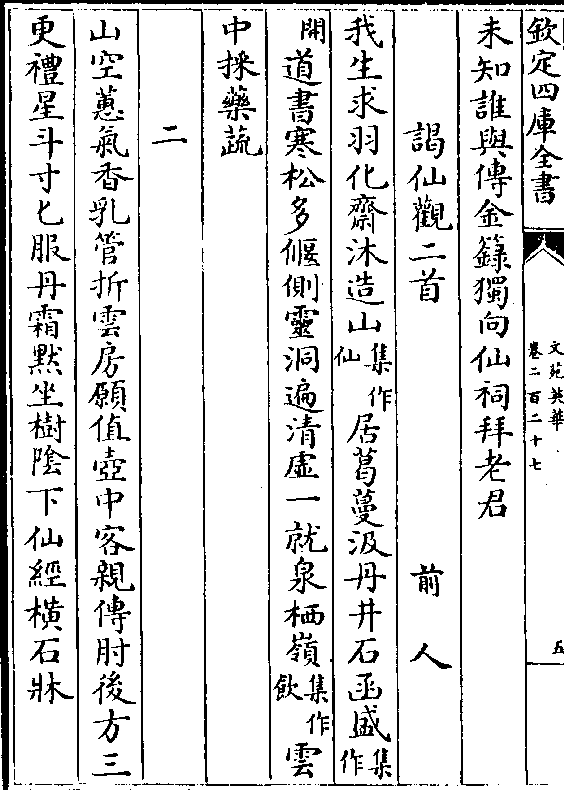 欽定四庫全書
文苑英華
卷二百二十七
五
未知誰與傳金籙獨向仙祠拜老君
謁仙觀二首 前人
我生求羽化齋沐造山集作仙居葛蔓汲丹井石函盛集作
開道書寒松多偃側靈洞遍清虛一就泉栖嶺集作飲雲
中採藥蔬
二
山空蕙氣香乳管折雲房願值壺中客親傳肘後方三
更禮星斗寸匕服丹霜默坐樹陰下仙經橫石牀